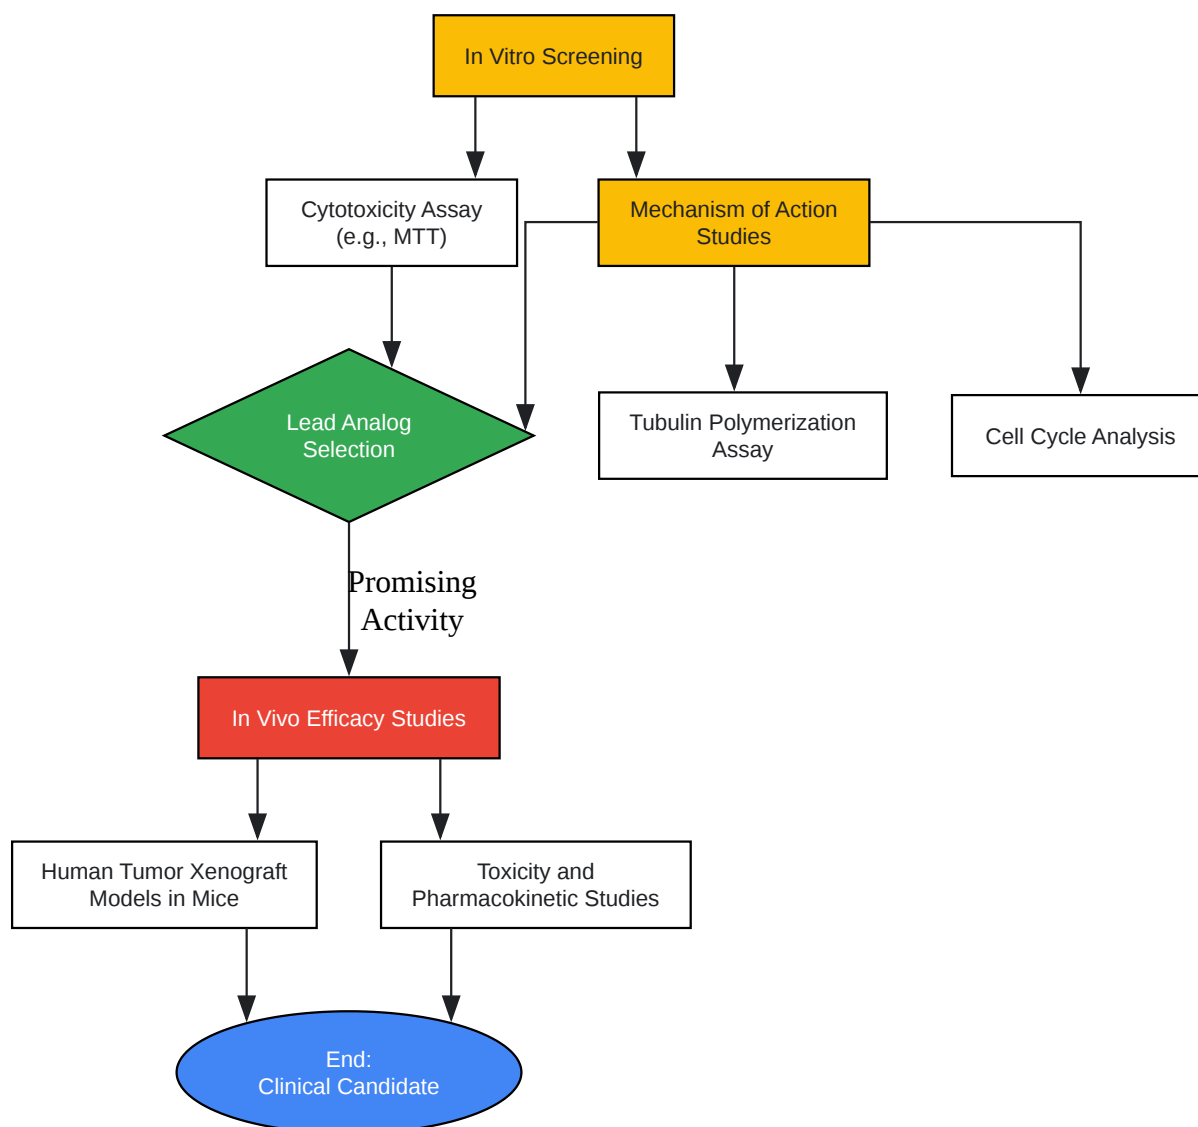 In Vitro Screening
Cytotoxicity Assay
(e.g., MTT)
Mechanism of Action
Studies
Lead Analog
Selection
Tubulin Polymerization
Assay
Cell Cycle Analysis
Promising
Activity
In Vivo Efficacy Studies
Human Tumor Xenograft
Models in Mice
Toxicity and
Pharmacokinetic Studies
End:
Clinical Candidate